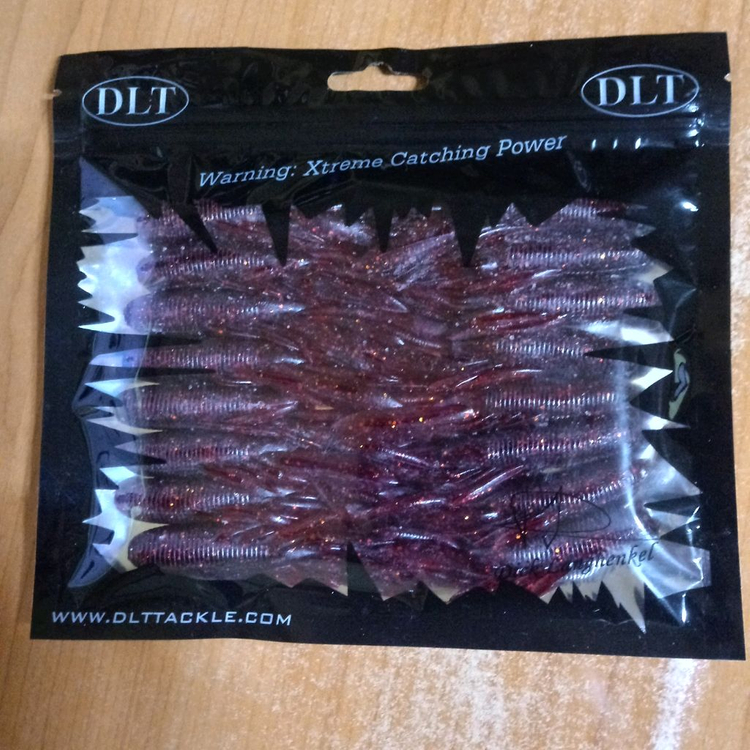 DLT
DLT
Warning: Xtreme Catching Power
WWW.DLTTACKLE.COM